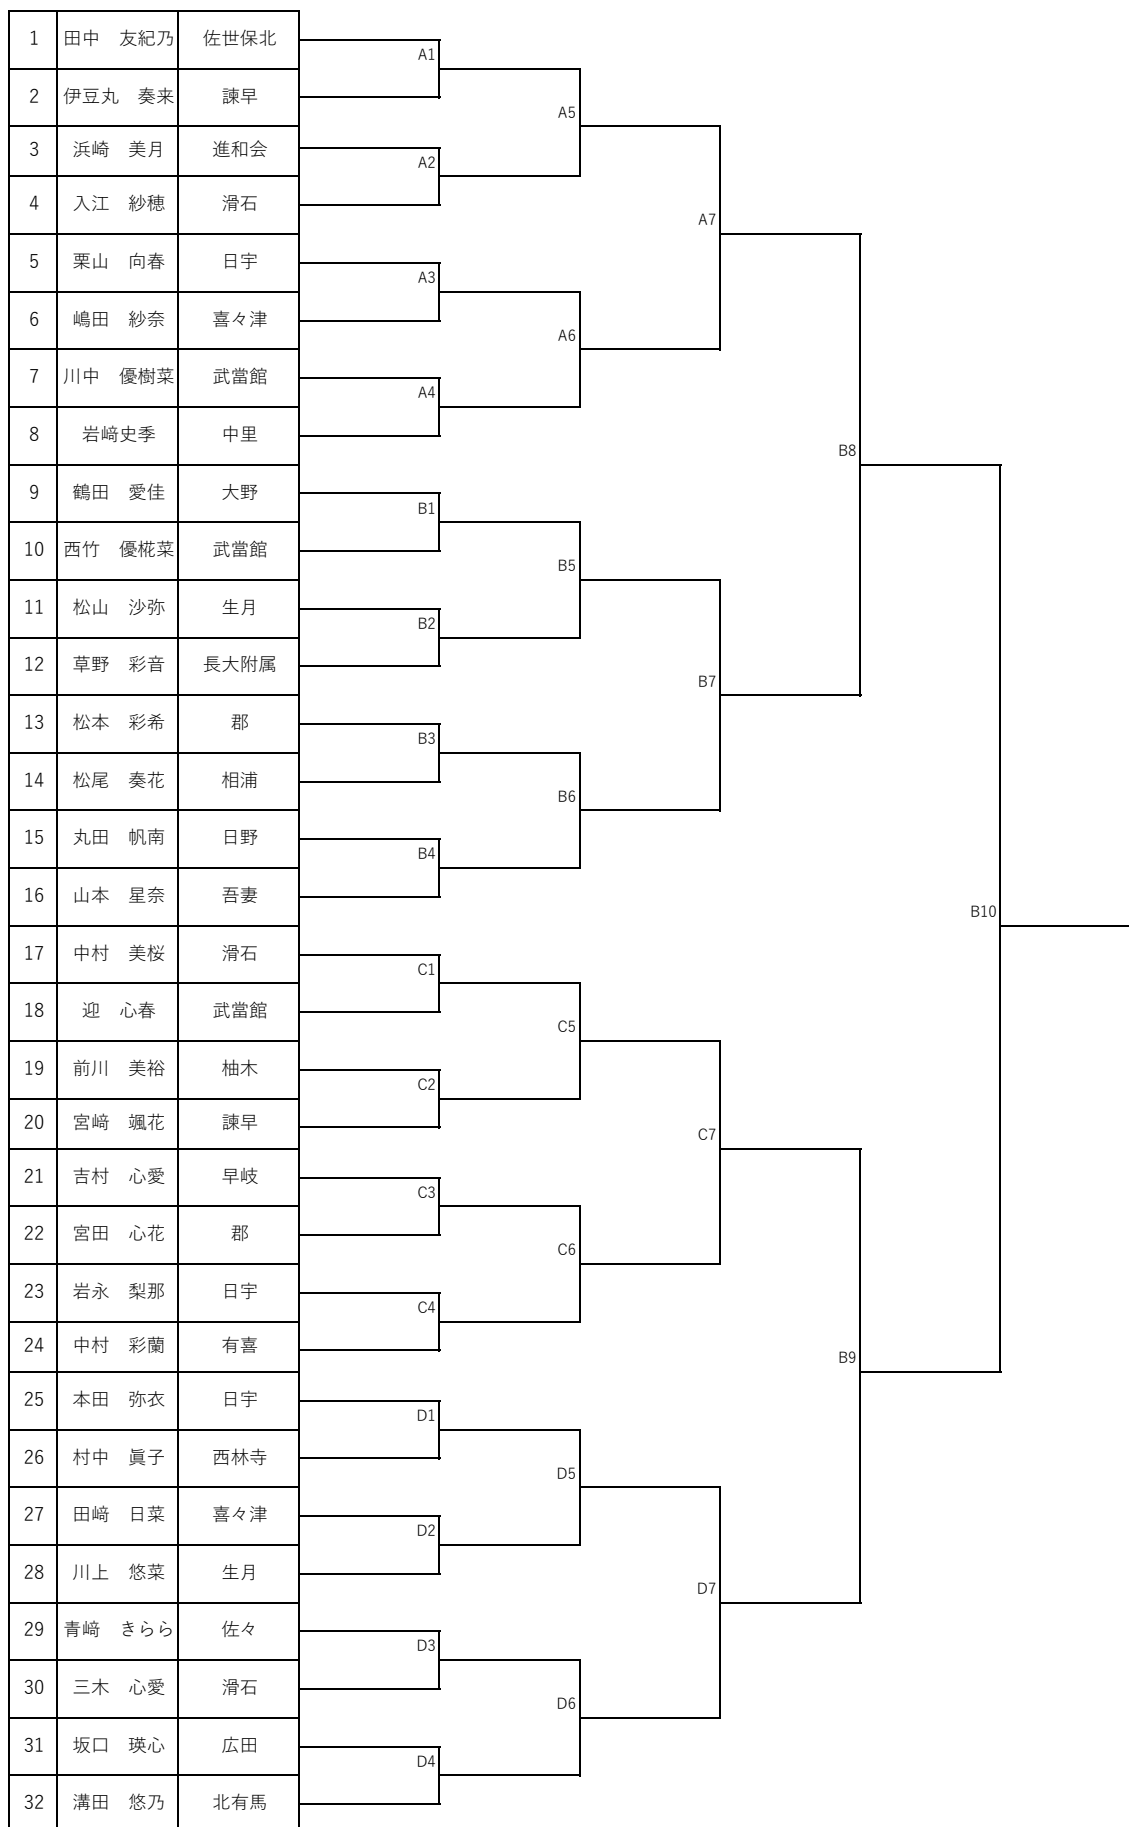 1 田中　友紀乃 佐世保北
A1
2 伊豆丸　奏来 諫早
A5
3 浜崎　美月 進和会
A2
4 入江　紗穂 滑石
A7
5 栗山　向春 日宇
A3
6 嶋田　紗奈 喜々津
A6
7 川中　優樹菜 武當館
A4
8 岩﨑史季 中里
B8
9 鶴田　愛佳 大野
B1
10 西竹　優椛菜 武當館
B5
11 松山　沙弥 生月
B2
12 草野　彩音 長大附属
B7
13 松本　彩希 郡
B3
14 松尾　奏花 相浦
B6
15 丸田　帆南 日野
B4
16 山本　星奈 吾妻
B10
17 中村　美桜 滑石
C1
18 迎　心春 武當館
C5
19 前川　美裕 柚木
C2
20 宮﨑　颯花 諫早
C7
21 吉村　心愛 早岐
C3
22 宮田　心花 郡
C6
23 岩永　梨那 日宇
C4
24 中村　彩蘭 有喜
B9
25 本田　弥衣 日宇
D1
26 村中　眞子 西林寺
D5
27 田﨑　日菜 喜々津
D2
28 川上　悠菜 生月
D7
29 青﨑　きらら 佐々
D3
30 三木　心愛 滑石
D6
31 坂口　瑛心 広田
D4
32 溝田　悠乃 北有馬